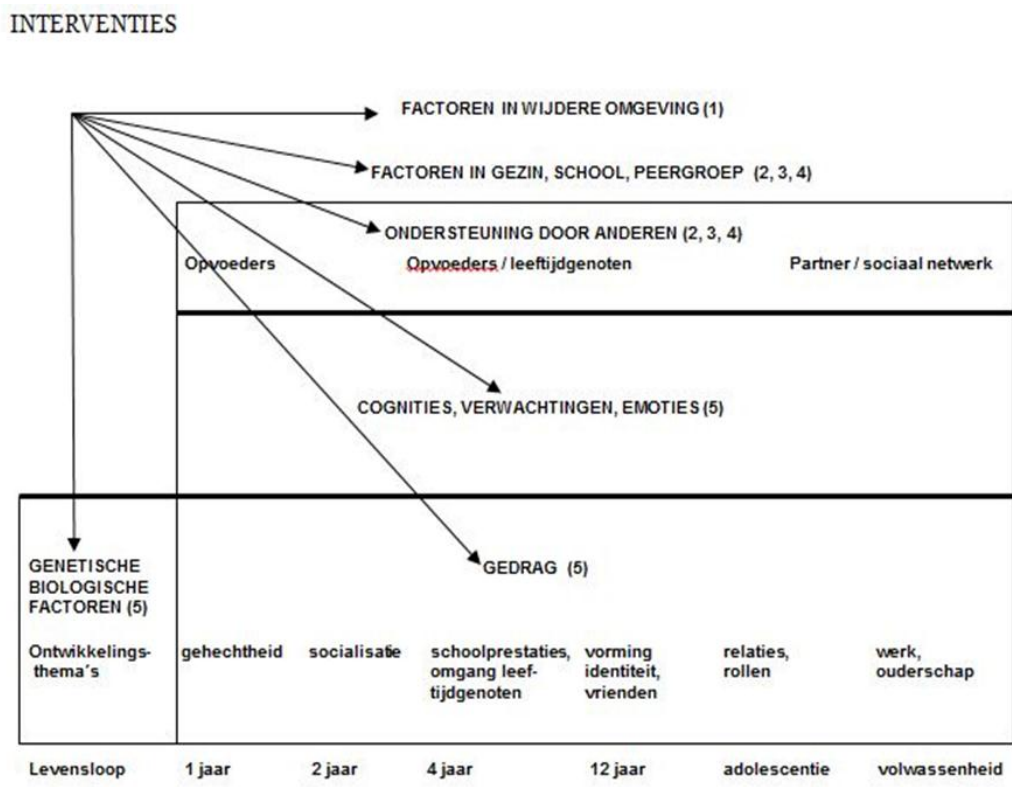 INTERVENTIES
FACTOREN IN WIJDERE OMGEVING (1)
FACTOREN IN GEZIN, SCHOOL, PEERGROEP (2, 3, 4)
ONDERSTEUNING DOOR ANDEREN (2, 3, 4)
Opvoeders Opvoeders / leeftijdgenoten Partner / sociaal netwerk
COGNITIES, VERWACHTINGEN, EMOTIES (5)
GENETISCHE
BIOLOGISCHE
FACTOREN (5)
GEDRAG (5)
Ontwikkelings-
thema's
gehechtheid
socialisatie
schoolprestaties,
omgang leef-
tijdgenoten
vorming
identiteit,
vrienden
relaties,
rollen
werk,
ouderschap
Levensloop 1 jaar 2 jaar 4 jaar 12 jaar adolescentie volwassenheid